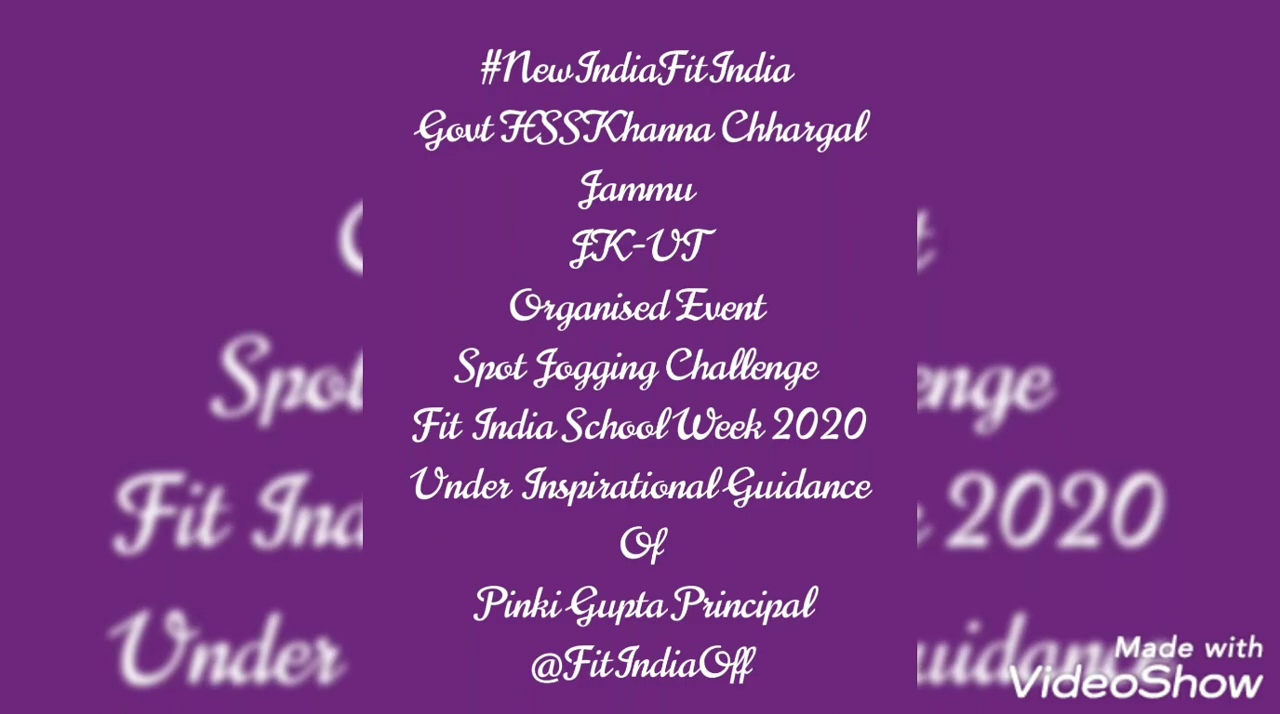 #NewIndiaFitIndia
Govt HSSKhanna Chhargal
Jammu
JK-UT
Organised Event
Spot Jogging Challenge
Fit India School Week 2020
Under Inspirational Guidance
Of
Pinki Gupta Principal
@FitIndiaOff
Made with
VideoShow